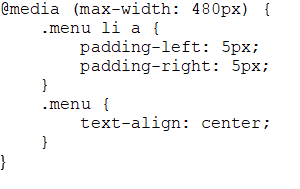 @media (max-width: 480px) {
    .menu li a {
        padding-left: 5px;
        padding-right: 5px;
    }
    .menu {
        text-align: center;
    }
}